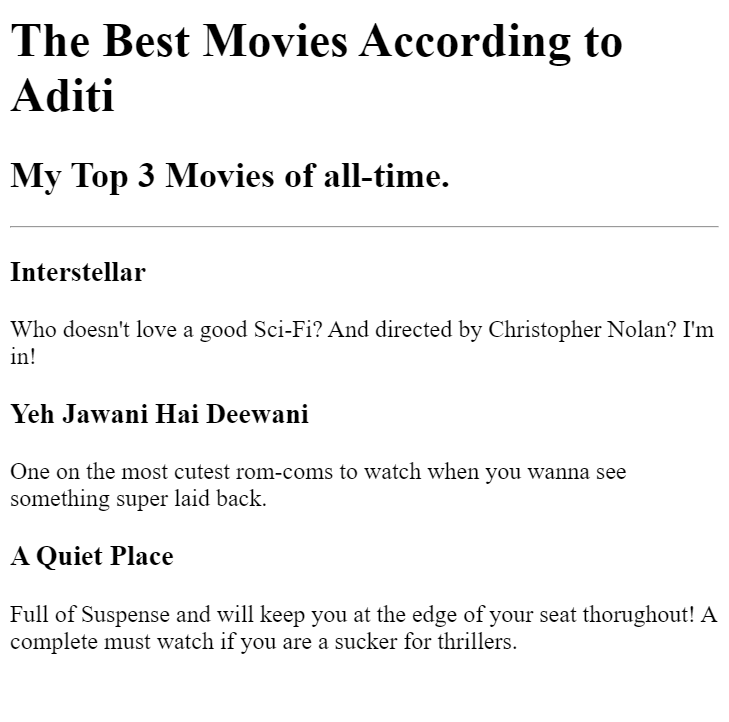 The Best Movies According to
Aditi
My Top 3 Movies of all-time.
Interstellar
Who doesn't love a good Sci-Fi? And directed by Christopher Nolan? I'm
in!
Yeh Jawani Hai Deewani
One on the most cutest rom-coms to watch when you wanna see
something super laid back.
A Quiet Place
Full of Suspense and will keep you at the edge of your seat thorughout! A
complete must watch if you are a sucker for thrillers.